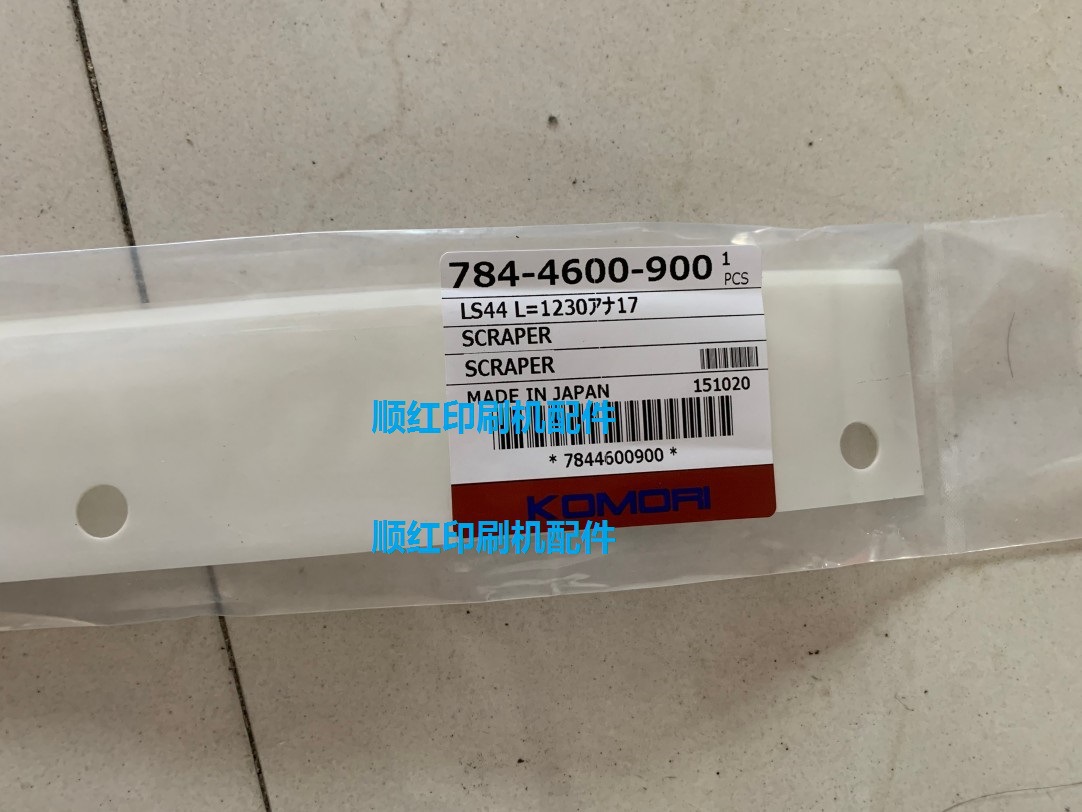 784-4600-900 1 PCS
LS44 L=1230アナ17
SCRAPER
SCRAPER
MADE IN JAPAN 151020
顺红印刷机配件
* 7844600900 *
KOMORI
顺红印刷机配件